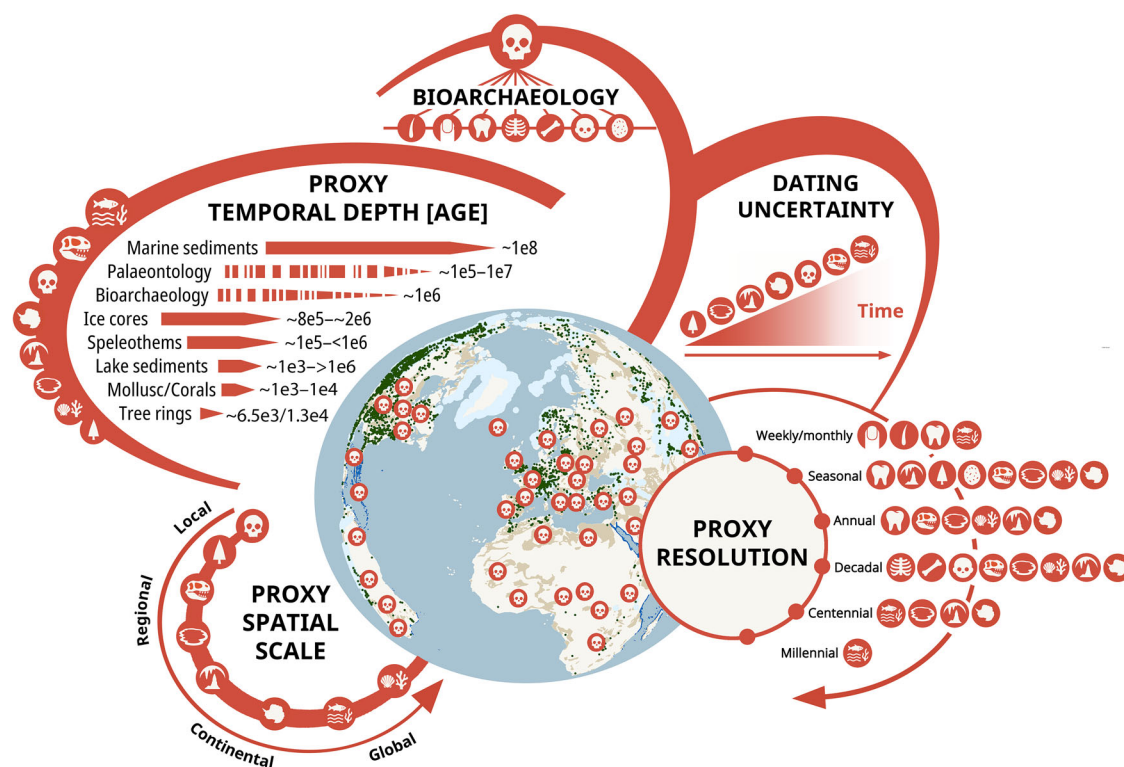 BIOARCHAEOLOGY
PROXY
TEMPORAL DEPTH [AGE]
Marine sediments ~1e8
Palaeontology ~1e5–1e7
Bioarchaeology ~1e6
Ice cores ~8e5–~2e6
Speleothems ~1e5–<1e6
Lake sediments ~1e3–>1e6
Mollusc/Corals ~1e3–1e4
Tree rings ~6.5e3/1.3e4
DATING
UNCERTAINTY
Time
PROXY
RESOLUTION
Weekly/monthly
Seasonal
Annual
Decadal
Centennial
Millennial
PROXY
SPATIAL
SCALE
Local
Regional
Continental
Global